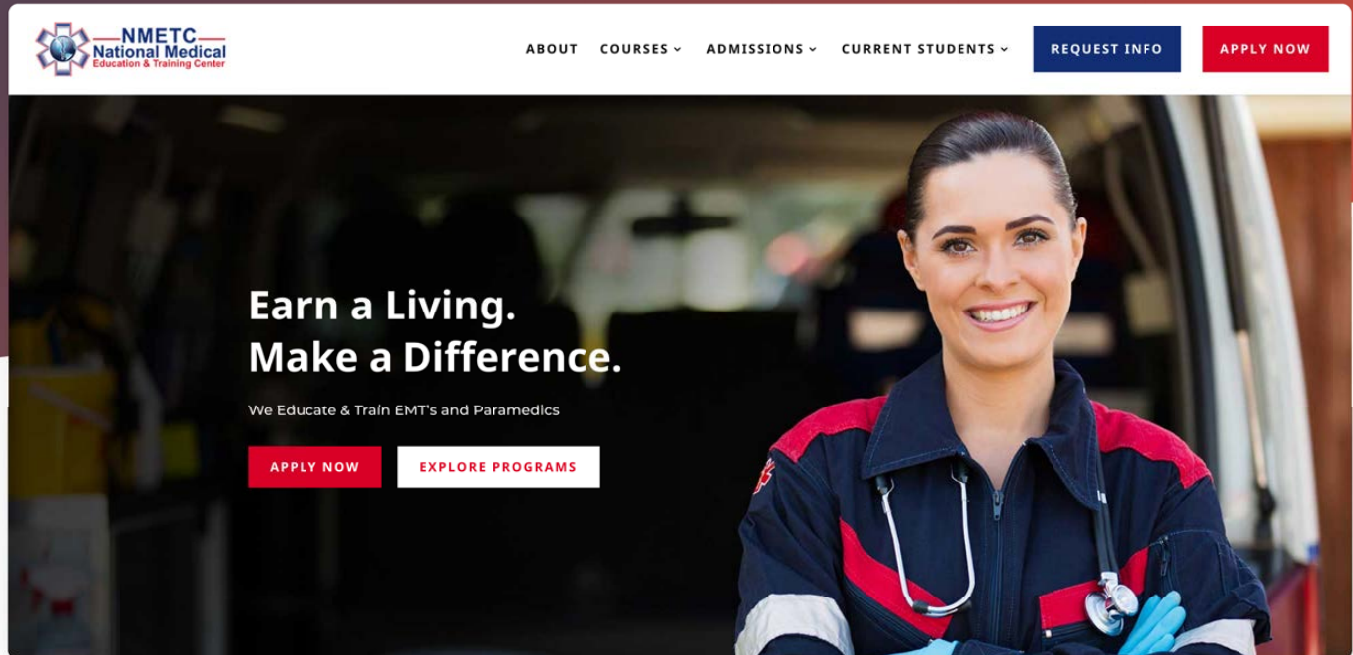 NMETC
National Medical
Education & Training Center
ABOUT COURSES ADMISSIONS CURRENT STUDENTS REQUEST INFO APPLY NOW
Earn a Living.
Make a Difference.
We Educate & Train EMT's and Paramedics
APPLY NOW EXPLORE PROGRAMS